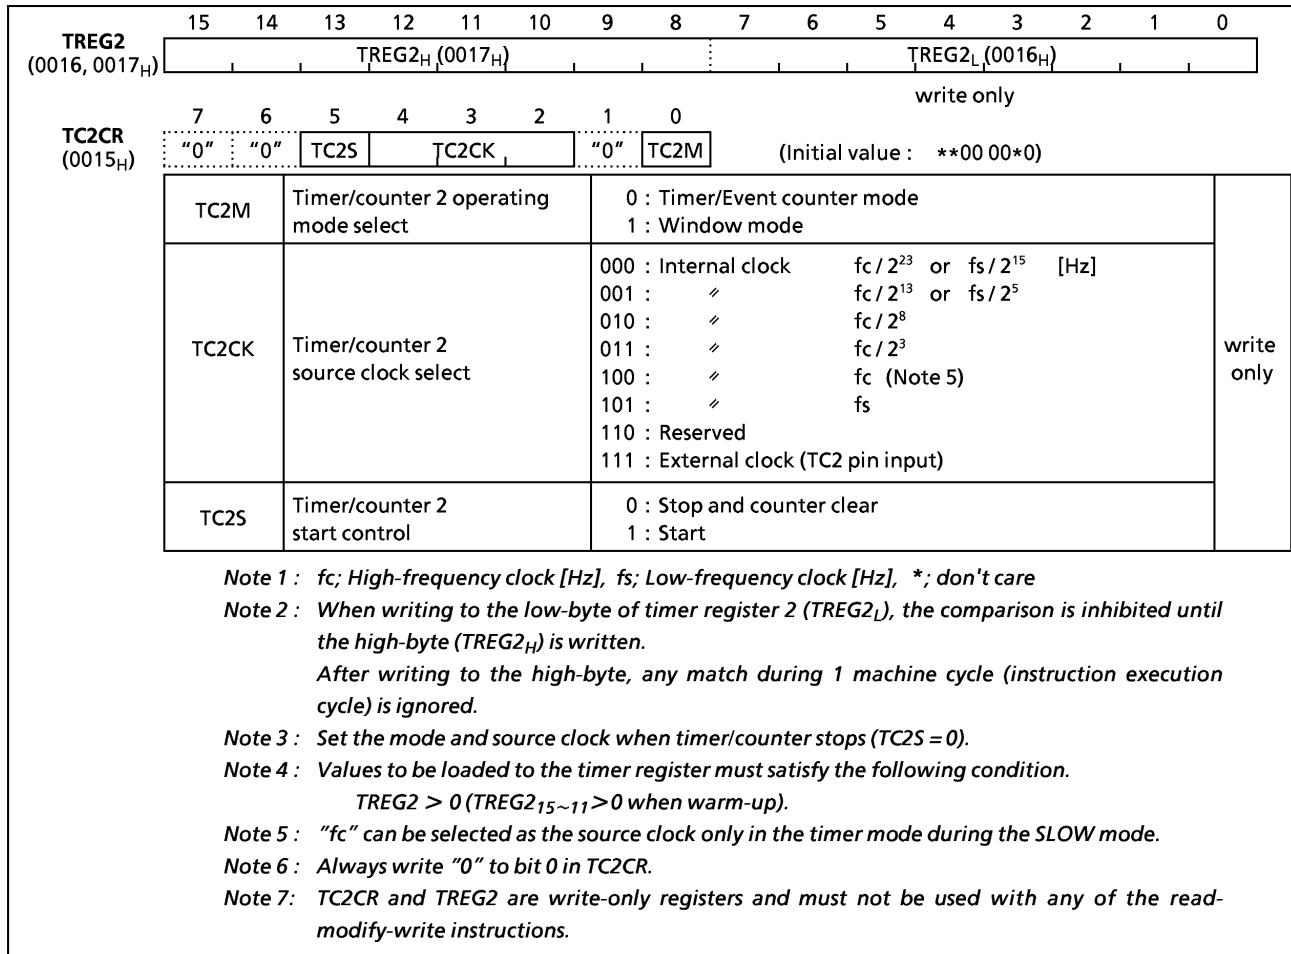 15 14 13 12 11 10 9 8 7 6 5 4 3 2 1 0
TREG2
(0016, 0017H) TREG2H (0017H) TREG2L (0016H)
write only
7 6 5 4 3 2 1 0
TC2CR
(0015H) "0" "0" TC2S TC2CK "0" TC2M (Initial value : **00 00*0)
TC2M Timer/counter 2 operating mode select 0 : Timer/Event counter mode
1 : Window mode
TC2CK Timer/counter 2 source clock select 000 : Internal clock fc / 2^23 or fs / 2^15 [Hz]
001 : 〃 fc / 2^13 or fs / 2^5
010 : 〃 fc / 2^8
011 : 〃 fc / 2^3
100 : 〃 fc (Note 5)
101 : 〃 fs
110 : Reserved
111 : External clock (TC2 pin input)
write only
TC2S Timer/counter 2 start control 0 : Stop and counter clear
1 : Start
Note 1 : fc; High-frequency clock [Hz], fs; Low-frequency clock [Hz], *; don't care
Note 2 : When writing to the low-byte of timer register 2 (TREG2L), the comparison is inhibited until
the high-byte (TREG2H) is written.
After writing to the high-byte, any match during 1 machine cycle (instruction execution
cycle) is ignored.
Note 3 : Set the mode and source clock when timer/counter stops (TC2S = 0).
Note 4 : Values to be loaded to the timer register must satisfy the following condition.
TREG2 > 0 (TREG2 15~11 > 0 when warm-up).
Note 5 : "fc" can be selected as the source clock only in the timer mode during the SLOW mode.
Note 6 : Always write "0" to bit 0 in TC2CR.
Note 7: TC2CR and TREG2 are write-only registers and must not be used with any of the read-
modify-write instructions.